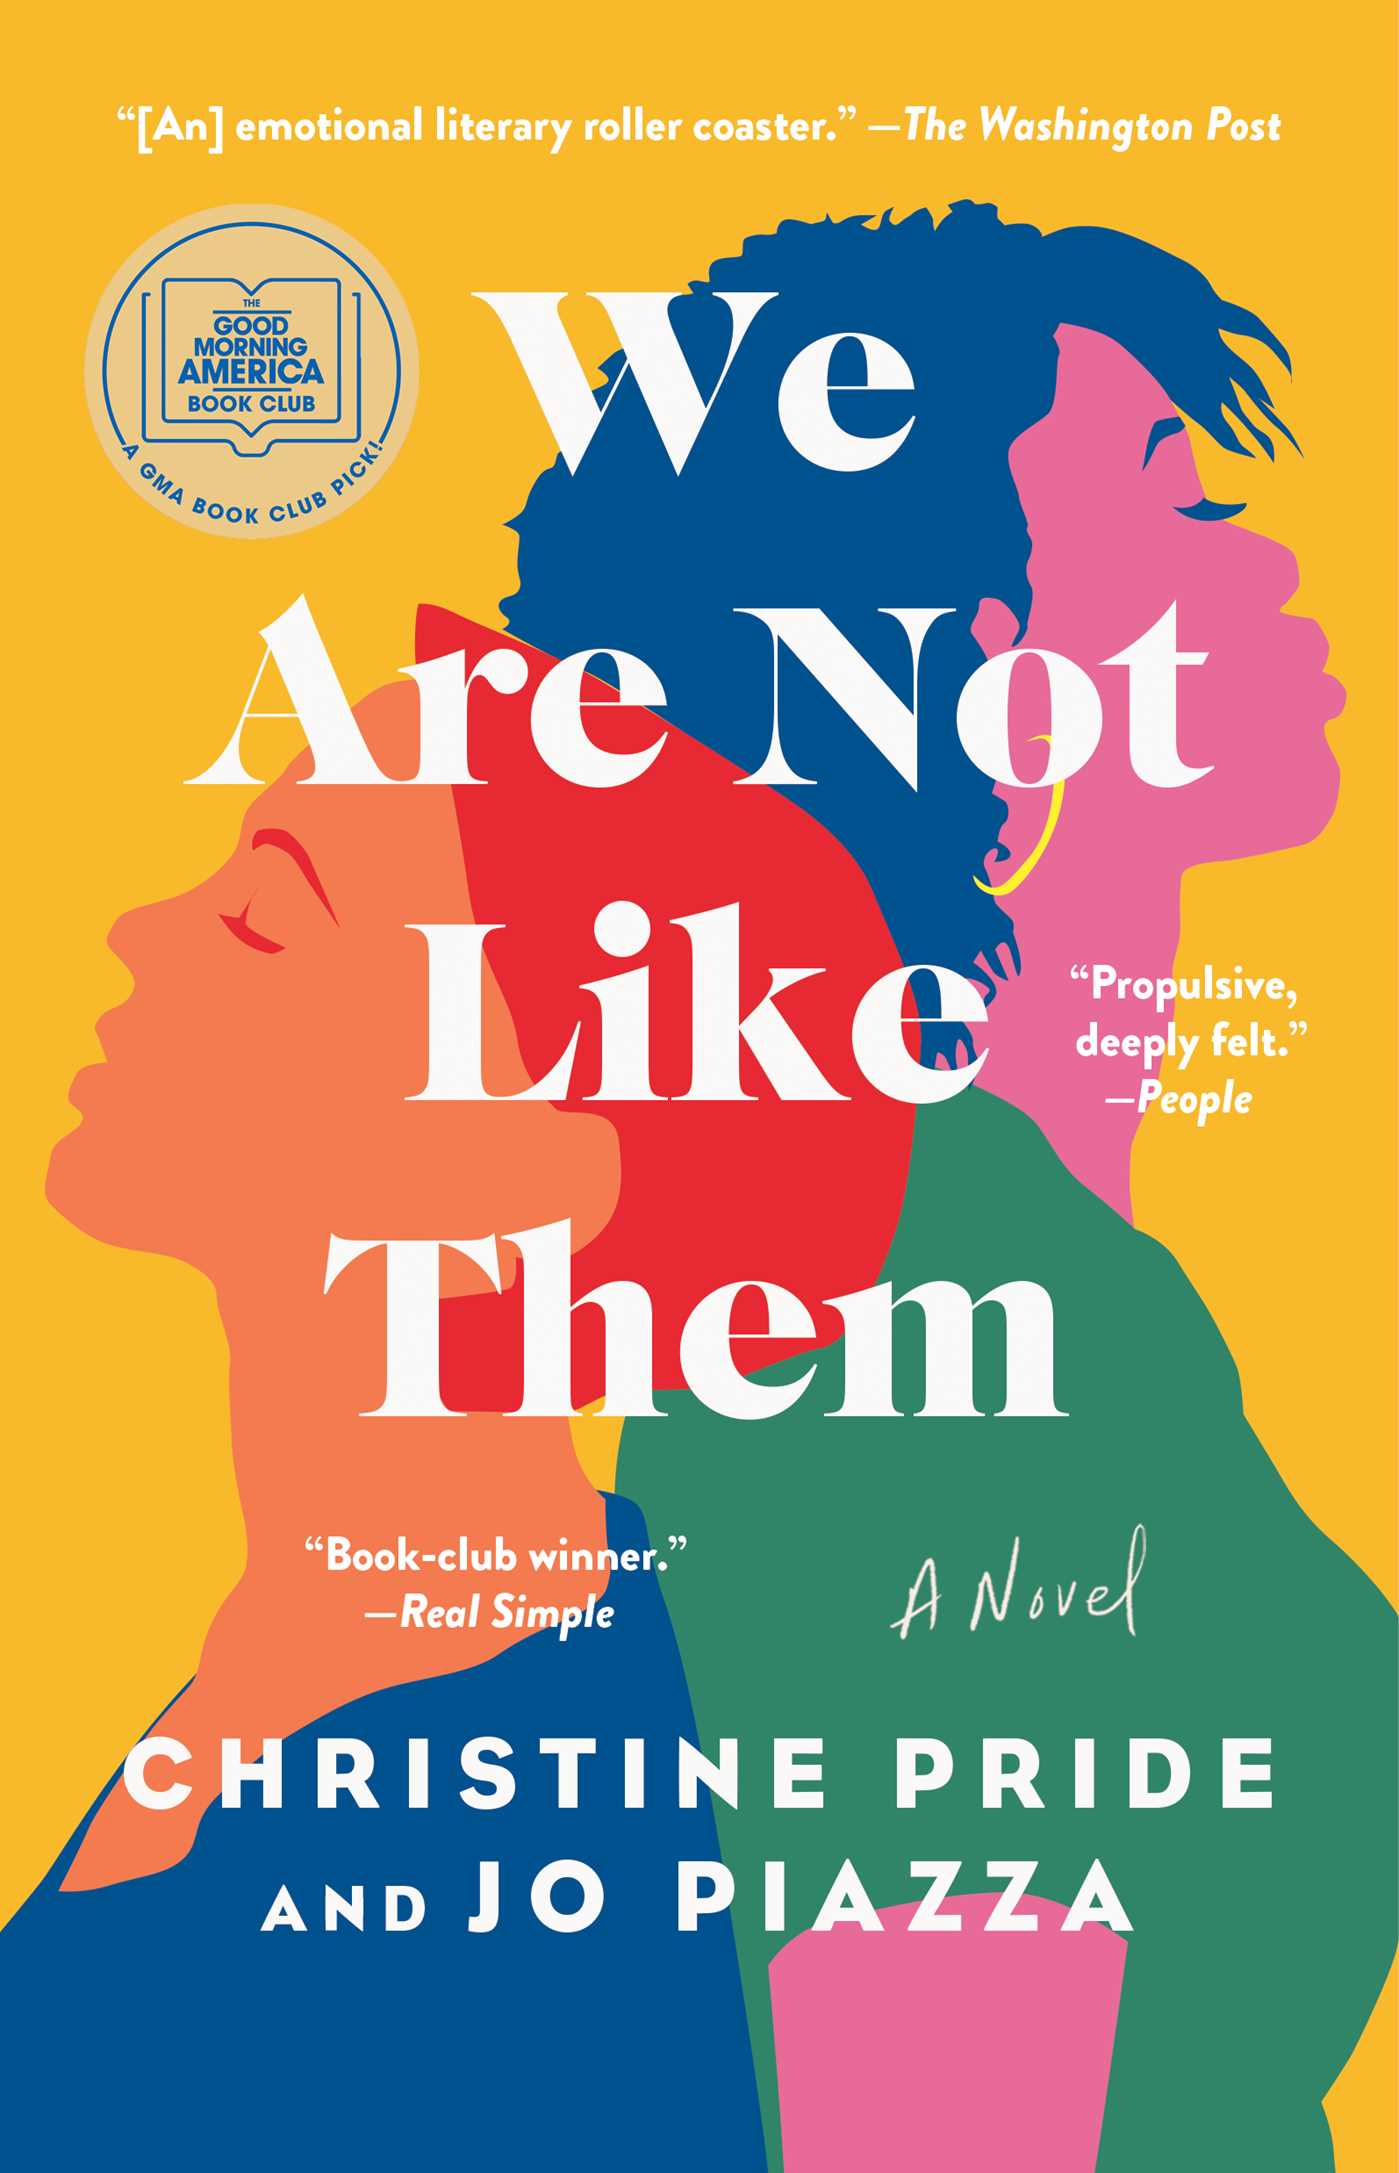 “[An] emotional literary roller coaster.” —The Washington Post
THE
GOOD
MORNING
AMERICA
BOOK CLUB
A GMA BOOK CLUB PICK!
We
Are Not
Like
Them
“Propulsive,
deeply felt.”
—People
“Book-club winner.”
—Real Simple
A Novel
CHRISTINE PRIDE
AND JO PIAZZA